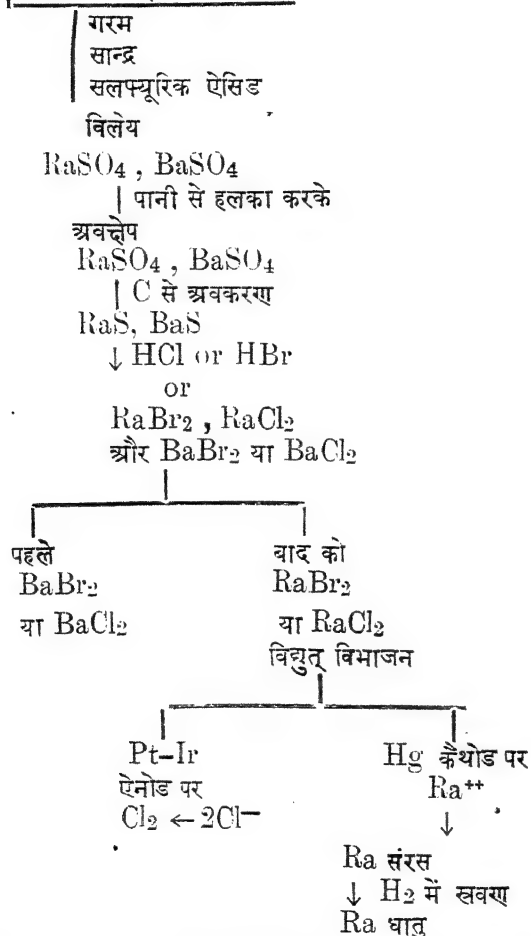 गरम
सान्द्र
सलफ्यूरिक ऐसिड
विलेय
RaSO₄ , BaSO₄
| पानी से हलका करके
अवक्षेप
RaSO₄ , BaSO₄
| C से अवकरण
RaS, BaS
↓ HCl or HBr
or
RaBr₂ , RaCl₂
और BaBr₂ या BaCl₂
पहले बाद को
BaBr₂ RaBr₂
या BaCl₂ या RaCl₂
विद्युत् विभाजन
Pt–Ir Hg कैथोड पर
ऐनोड पर Ra⁺⁺
Cl₂ ← 2Cl⁻ ↓
Ra संरस
↓ H₂ में स्रवण
Ra धातु